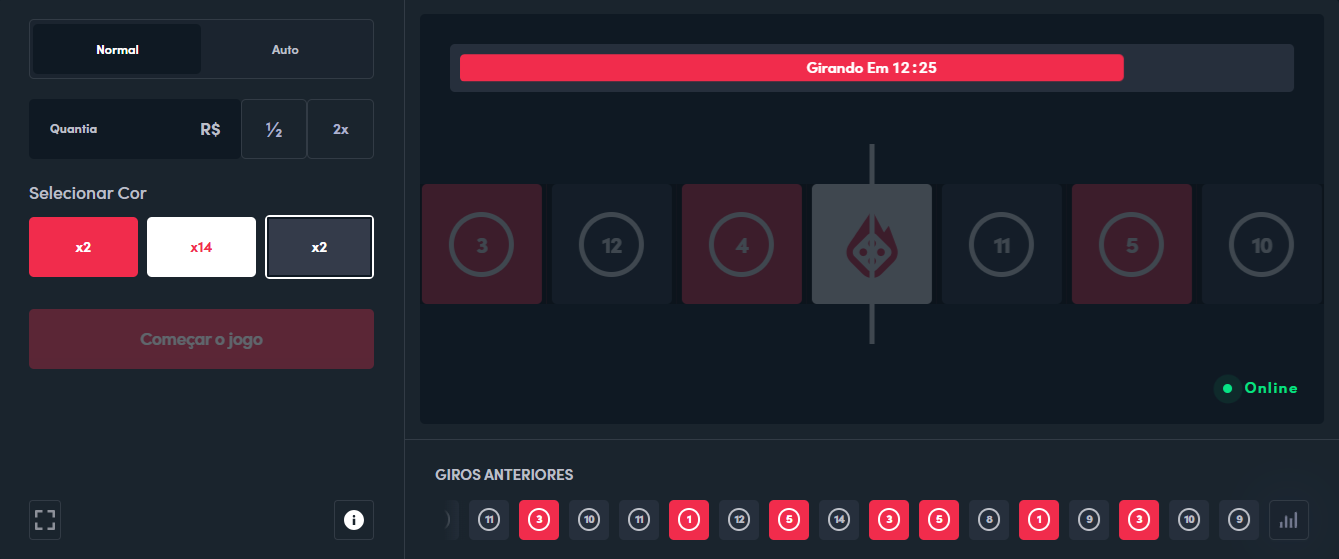 Normal
Auto
Quantia
R$
½
2x
Selecionar Cor
x2
x14
x2
Começar o jogo
Girando Em 12:25
3
12
4
11
5
10
Online
GIROS ANTERIORES
11
3
10
11
1
12
5
14
3
5
8
1
9
3
10
9